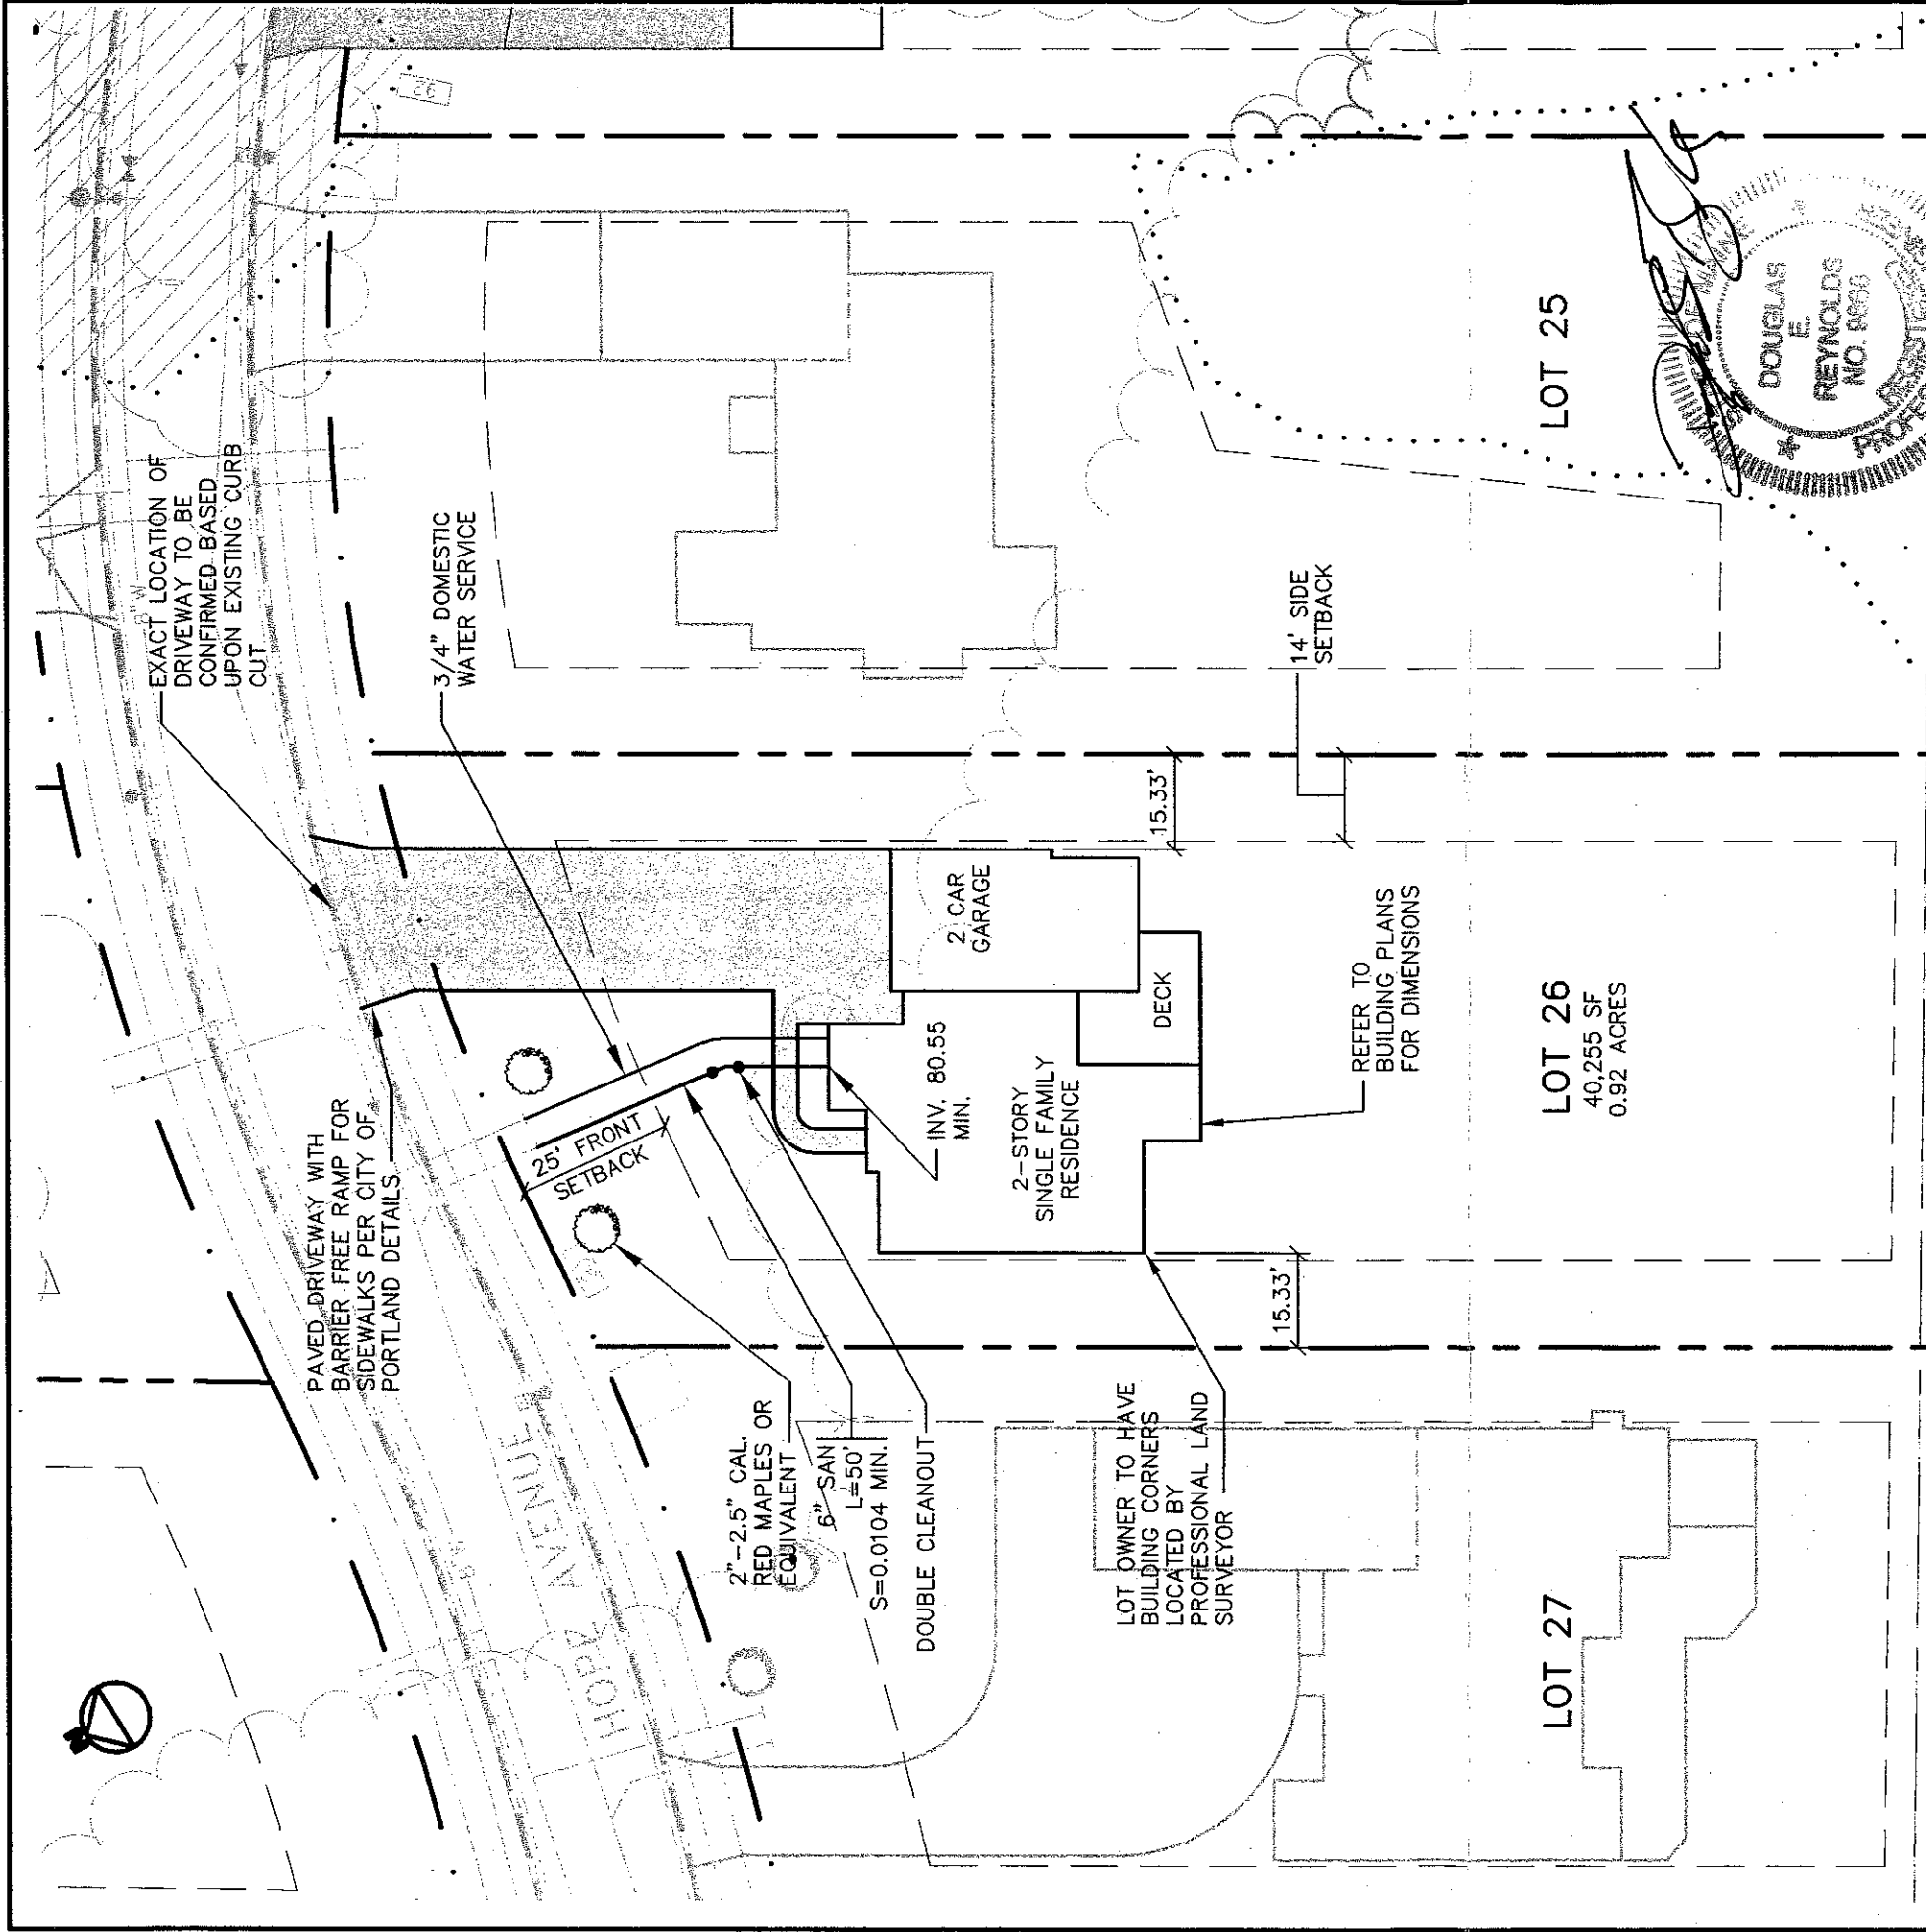 EXACT LOCATION OF
DRIVEWAY TO BE
CONFIRMED BASED
UPON EXISTING CURB
CUT
8" W
3/4" DOMESTIC
WATER SERVICE
PAVED DRIVEWAY WITH
BARRIER FREE RAMP FOR
SIDEWALKS PER CITY OF
PORTLAND DETAILS
25' FRONT
SETBACK
HOPE AVENUE
2"-2.5" CAL.
RED MAPLES OR
EQUIVALENT
6" SAN
L=50'
S=0.0104 MIN.
DOUBLE CLEANOUT
INV. 80.55
MIN.
2-STORY
SINGLE FAMILY
RESIDENCE
2 CAR
GARAGE
DECK
15.33'
14' SIDE
SETBACK
REFER TO
BUILDING PLANS
FOR DIMENSIONS
15.33'
LOT OWNER TO HAVE
BUILDING CORNERS
LOCATED BY
PROFESSIONAL LAND
SURVEYOR
LOT 25
LOT 26
40,255 SF
0.92 ACRES
LOT 27
DOUGLAS
E.
REYNOLDS
NO.